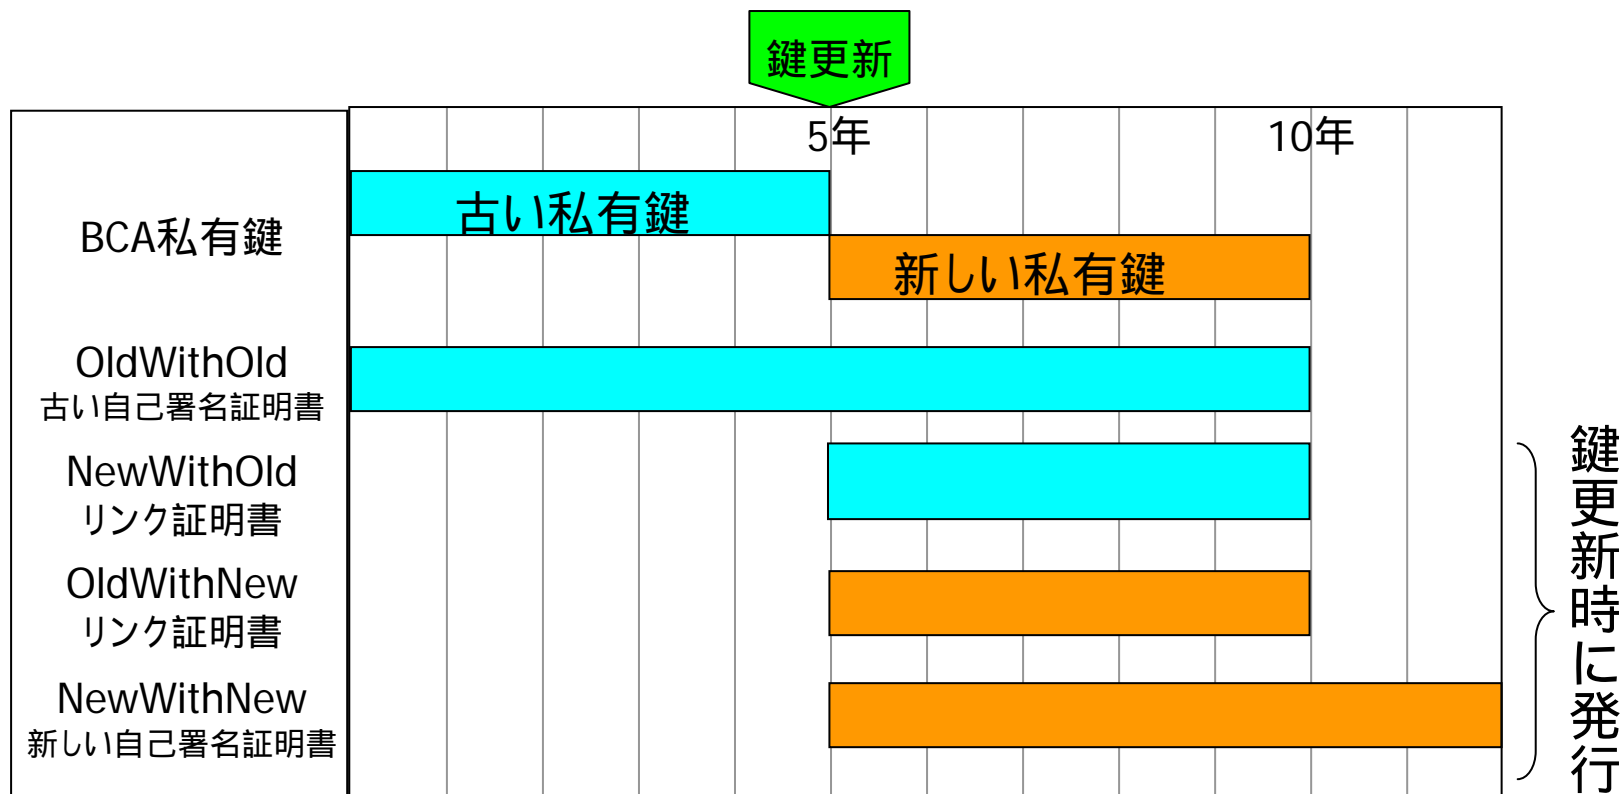 鍵更新
5年
10年
BCA私有鍵
古い私有鍵
新しい私有鍵
OldWithOld
古い自己署名証明書
NewWithOld
リンク証明書
OldWithNew
リンク証明書
NewWithNew
新しい自己署名証明書
鍵更新時に発行